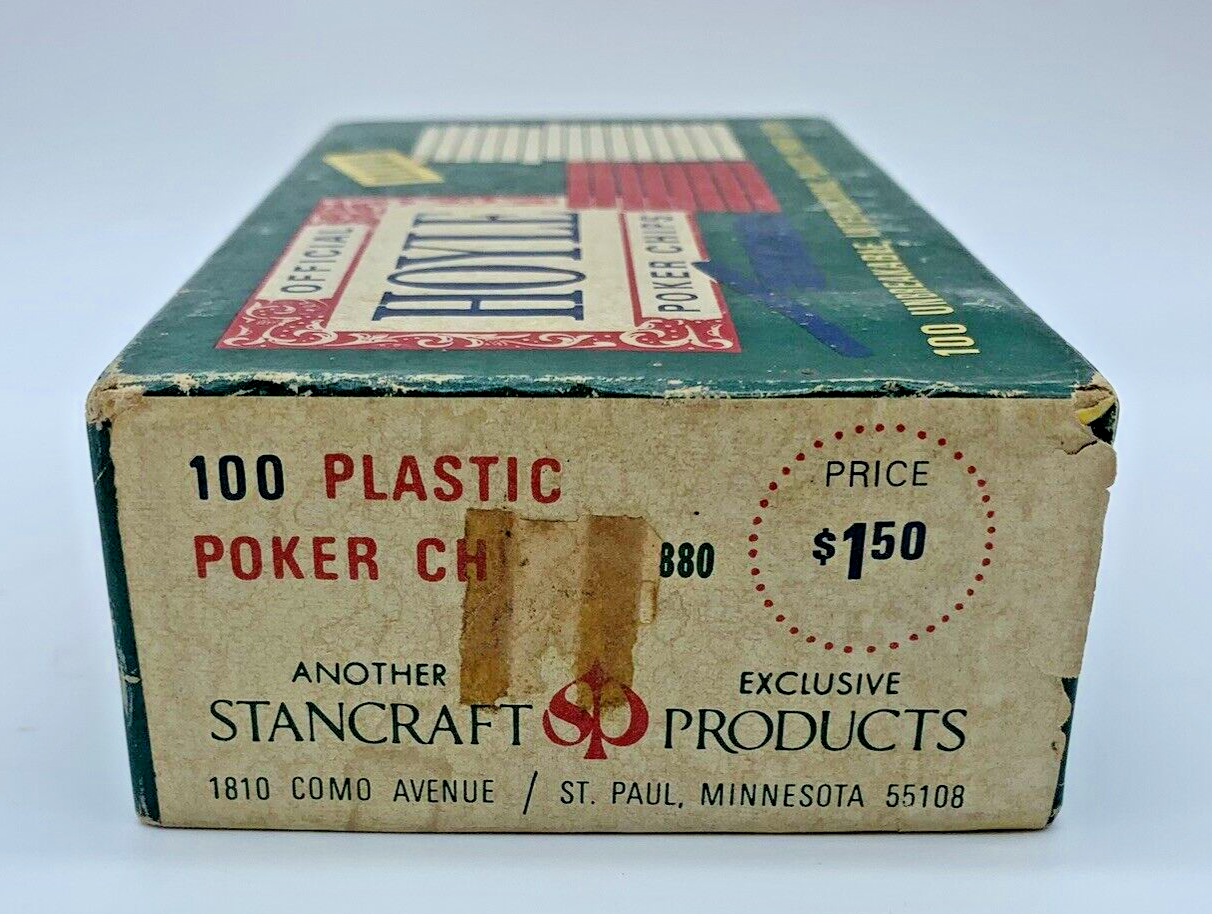 OFFICIAL
HOYLE
POKER CHIPS
100 UNBREAKABLE
100 PLASTIC
POKER CH 880
PRICE
$1.50
ANOTHER EXCLUSIVE
STANCRAFT SP PRODUCTS
1810 COMO AVENUE / ST. PAUL, MINNESOTA 55108